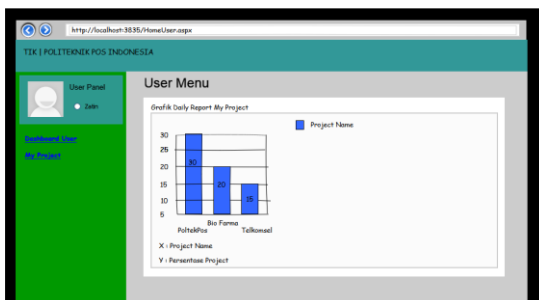 http://localhost:3835/HomeUser.aspx
TIK | POLITEKNIK POS INDONESIA
User Panel
Zatin
Dashboard User
My Project
User Menu
Grafik Daily Report My Project
Project Name
30
25
20
15
10
5
30
20
15
Bio Farma
PoltekPos Telkomsel
X : Project Name
Y : Persentase Project